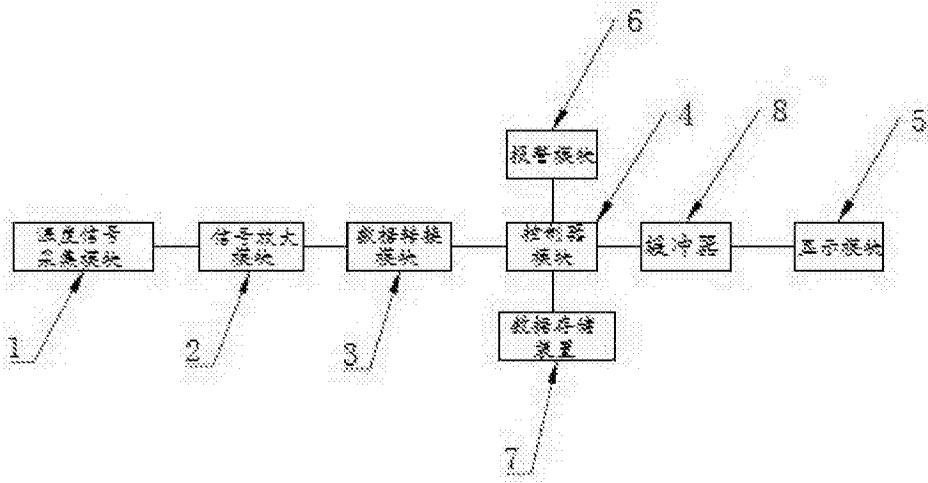 6
4
8
5
报警模块
温度信号
采集模块
信号放大
模块
数据转换
模块
控制器
模块
缓冲器
显示模块
数据存储
装置
1
2
3
7